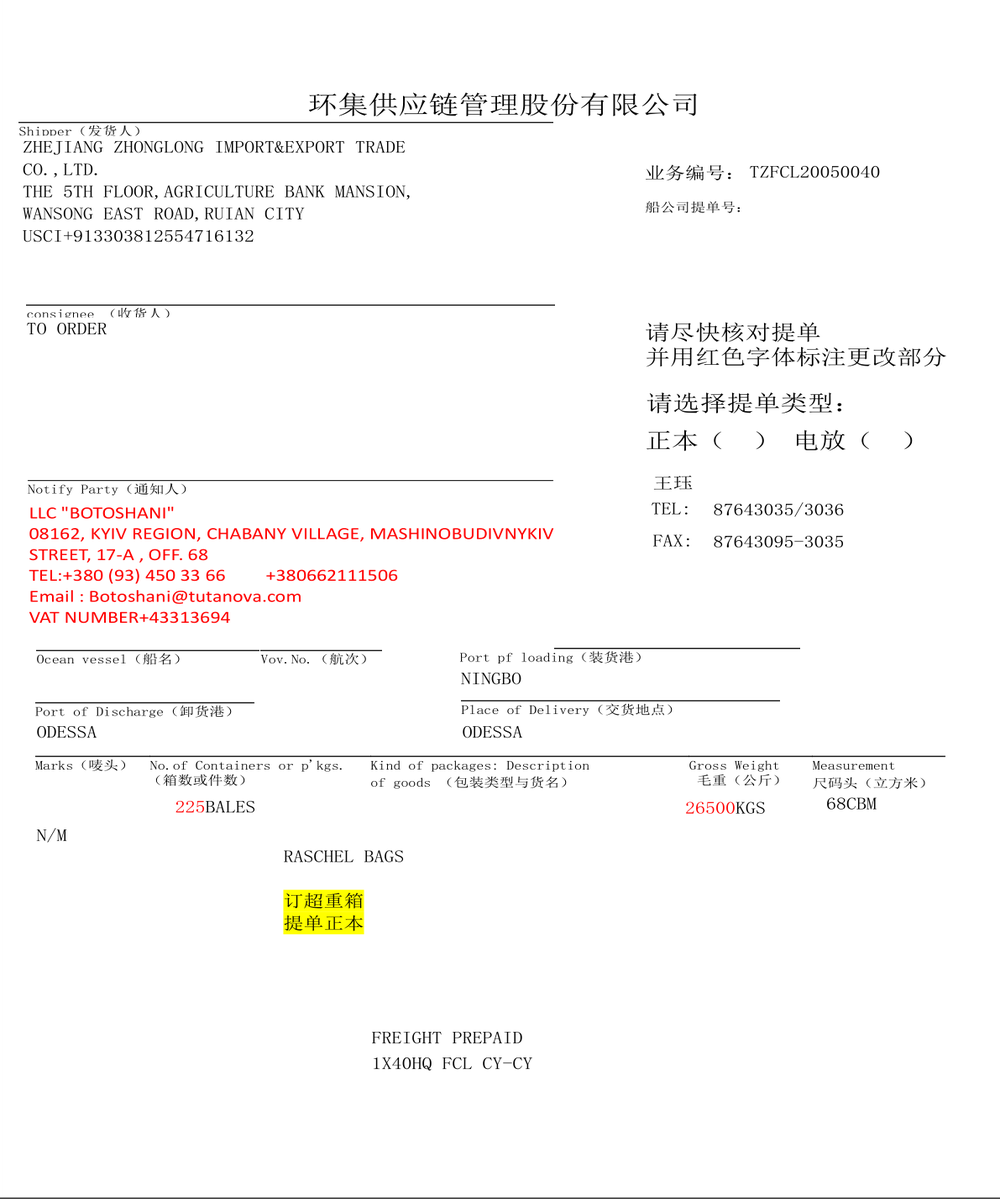 环集供应链管理股份有限公司
Shipper（发货人）
ZHEJIANG ZHONGLONG IMPORT&EXPORT TRADE
CO.,LTD.
THE 5TH FLOOR,AGRICULTURE BANK MANSION,
WANSONG EAST ROAD,RUIAN CITY
USCI+913303812554716132
业务编号： TZFCL20050040
船公司提单号：
consignee （收货人）
TO ORDER
请尽快核对提单
并用红色字体标注更改部分
请选择提单类型：
正本（ ） 电放（ ）
王珏
TEL: 87643035/3036
FAX: 87643095-3035
Notify Party（通知人）
LLC "BOTOSHANI"
08162, KYIV REGION, CHABANY VILLAGE, MASHINOBUDIVNYKIV
STREET, 17-A , OFF. 68
TEL:+380 (93) 450 33 66 +380662111506
Email : Botoshani@tutanova.com
VAT NUMBER+43313694
Ocean vessel（船名） Vov.No.（航次） Port pf loading（装货港）
NINGBO
Port of Discharge（卸货港） Place of Delivery（交货地点）
ODESSA ODESSA
Marks（唛头） No.of Containers or p'kgs. Kind of packages: Description Gross Weight Measurement
（箱数或件数） of goods （包装类型与货名） 毛重（公斤） 尺码头（立方米）
225BALES 26500KGS 68CBM
N/M
RASCHEL BAGS
订超重箱
提单正本
FREIGHT PREPAID
1X40HQ FCL CY-CY